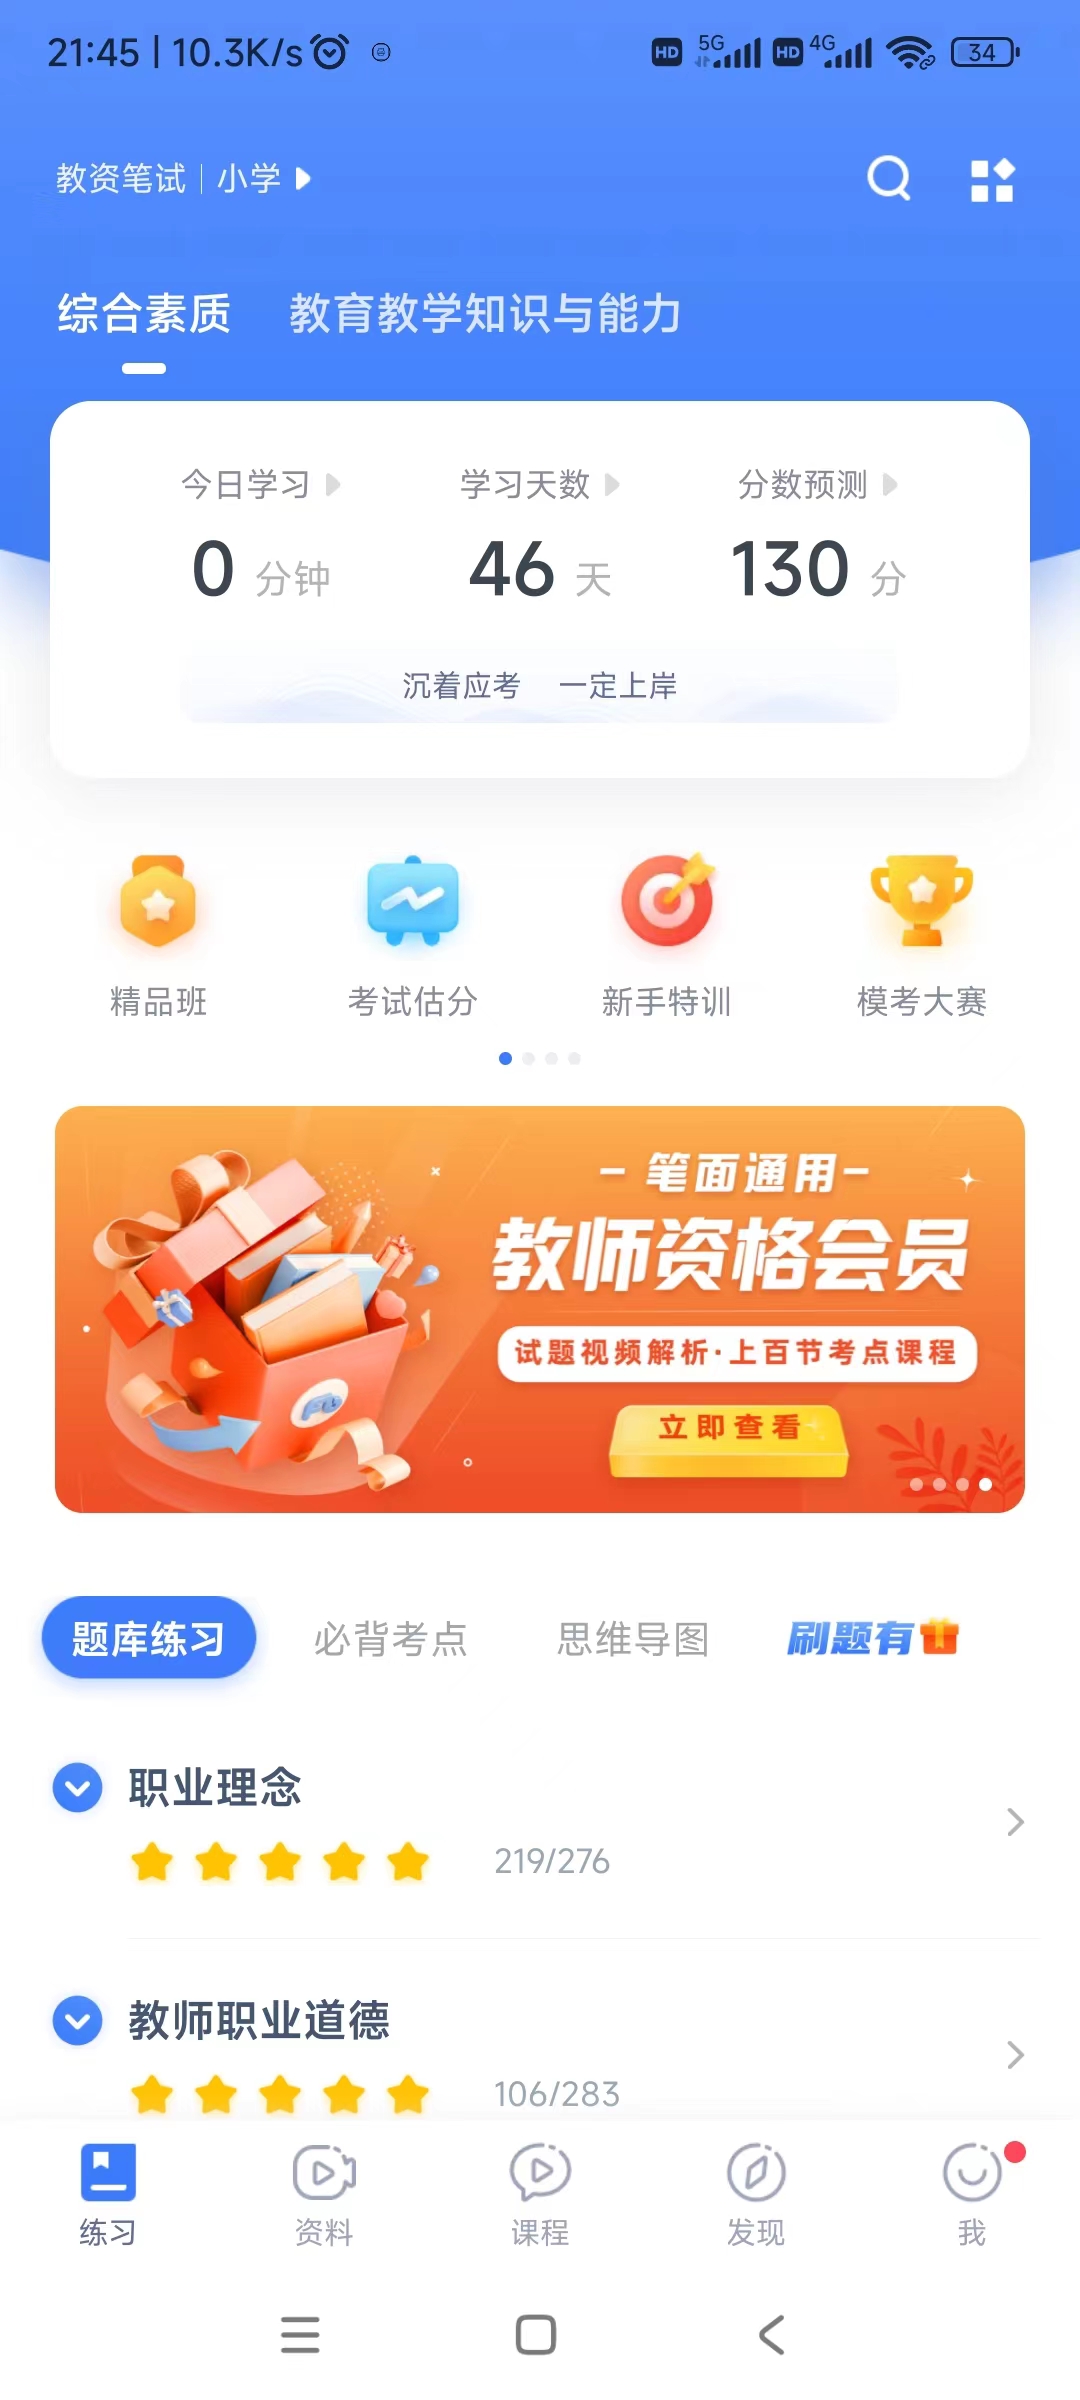 21:45 | 10.3K/s
HD 5G HD 4G 34
教资笔试 | 小学
综合素质 教育教学知识与能力
今日学习 学习天数 分数预测
0 分钟 46 天 130 分
沉着应考 一定上岸
精品班 考试估分 新手特训 模考大赛
- 笔面通用 -
教师资格会员
试题视频解析·上百节考点课程
立即查看
题库练习 必背考点 思维导图 刷题有
职业理念
219/276
教师职业道德
106/283
练习 资料 课程 发现 我